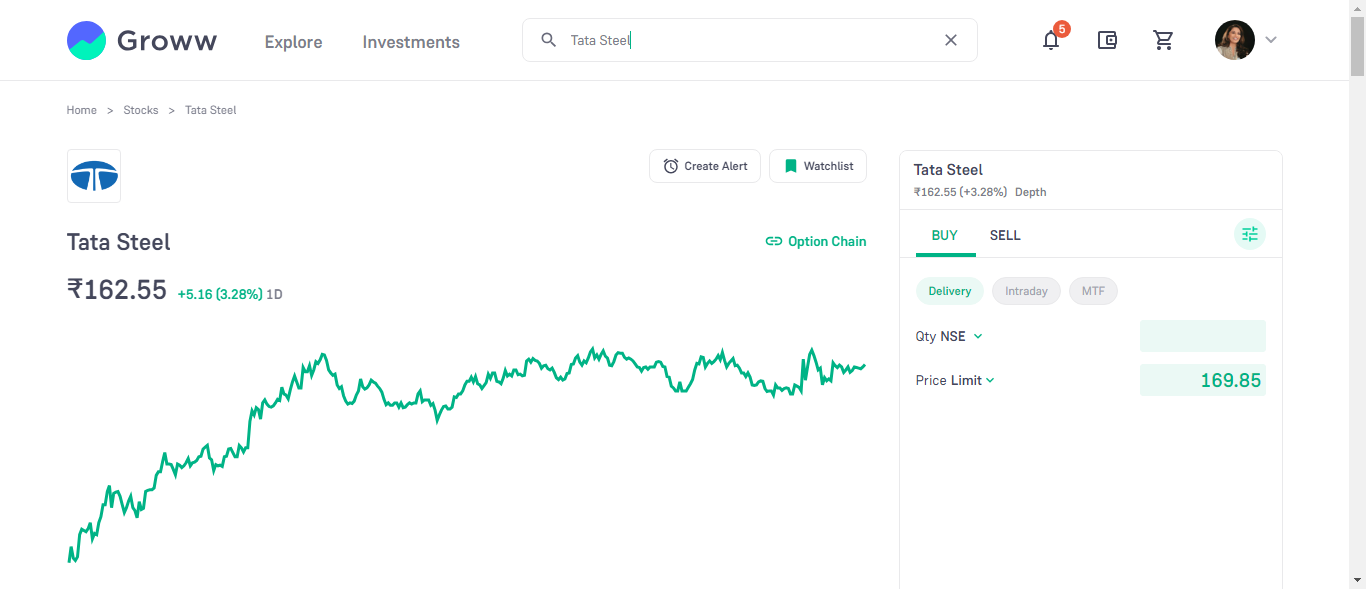 Groww Explore Investments Tata Steel 5
Home > Stocks > Tata Steel
Create Alert Watchlist
Tata Steel
Option Chain
₹162.55 +5.16 (3.28%) 1D
Tata Steel
₹162.55 (+3.28%) Depth
BUY SELL
Delivery Intraday MTF
Qty NSE
Price Limit 169.85